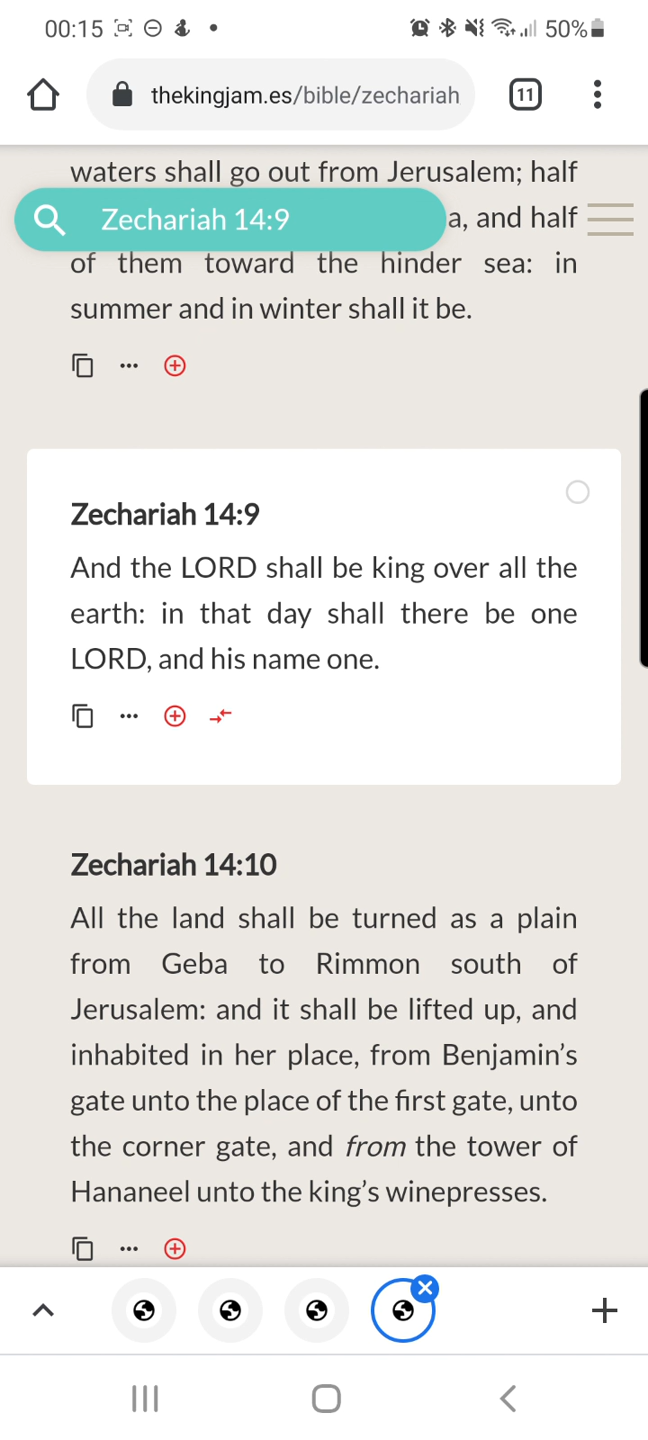 00:15
50%
thekingjam.es/bible/zechariah
11
waters shall go out from Jerusalem; half
Zechariah 14:9
a, and half
of them toward the hinder sea: in
summer and in winter shall it be.
Zechariah 14:9
And the LORD shall be king over all the
earth: in that day shall there be one
LORD, and his name one.
Zechariah 14:10
All the land shall be turned as a plain
from Geba to Rimmon south of
Jerusalem: and it shall be lifted up, and
inhabited in her place, from Benjamin’s
gate unto the place of the first gate, unto
the corner gate, and from the tower of
Hananeel unto the king’s winepresses.